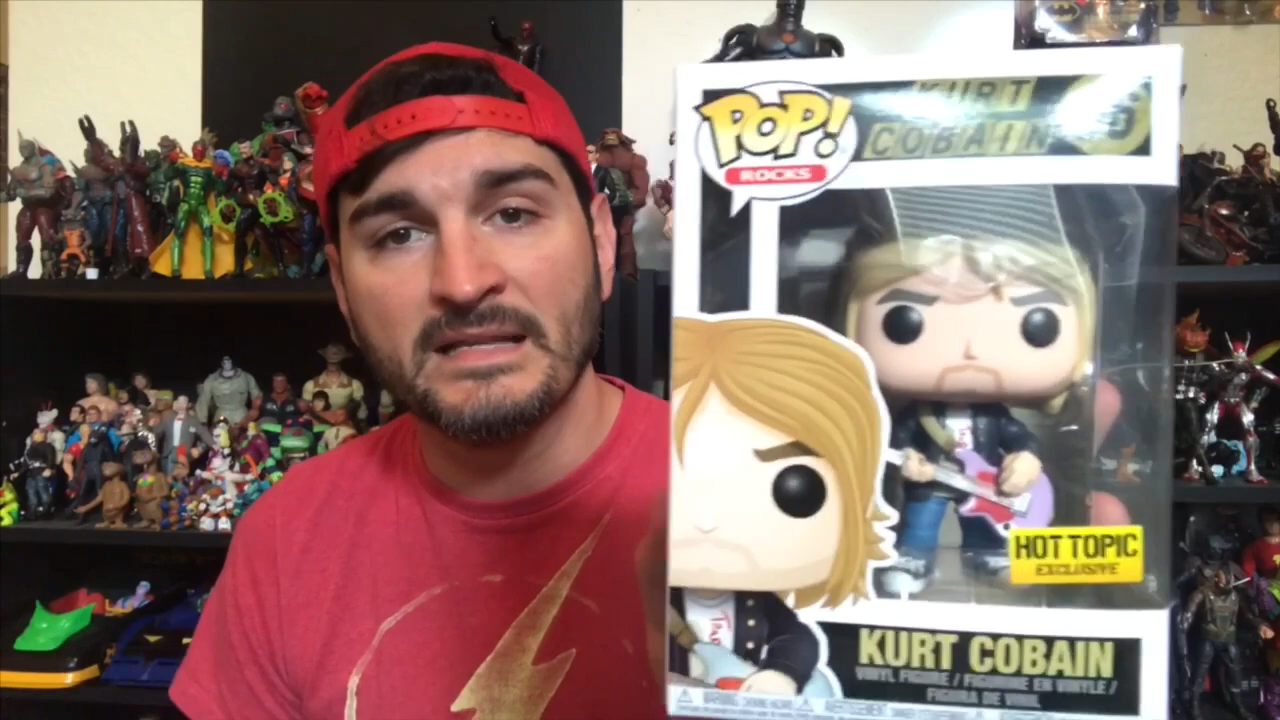 POP!
ROCKS
KURT
COBAIN
HOT TOPIC
EXCLUSIVE
KURT COBAIN
VINYL FIGURE / FIGURINE EN VINYLE /
FIGURA DE VINIL